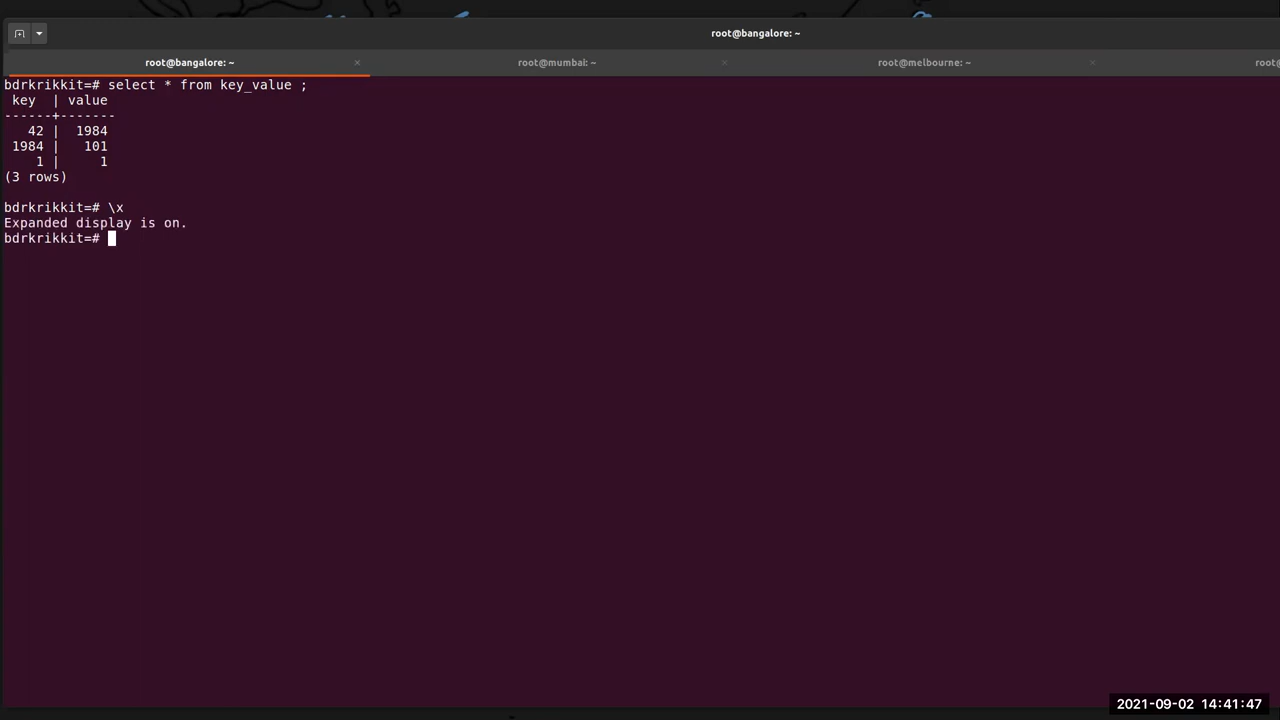 root@bangalore: ~
root@bangalore: ~ × root@mumbai: ~ × root@melbourne: ~ × root@
bdrkrikkit=# select * from key_value ;
 key  | value
------+-------
   42 |  1984
 1984 |   101
    1 |     1
(3 rows)
bdrkrikkit=# \x
Expanded display is on.
bdrkrikkit=#
2021-09-02 14:41:47